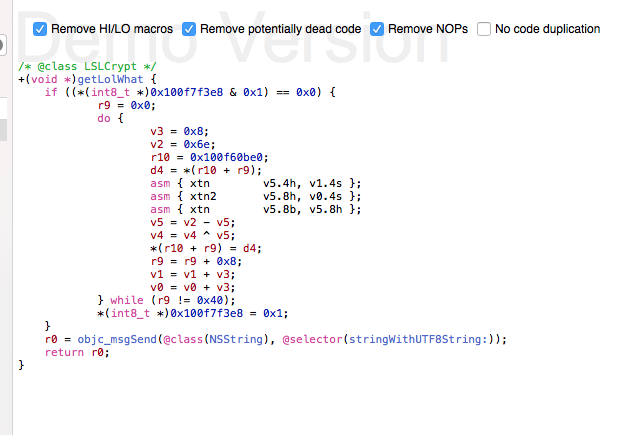 Demo Version
Remove HI/LO macros Remove potentially dead code Remove NOPs No code duplication
/* @class LSLCrypt */
+(void *)getLolWhat {
    if ((*(int8_t *)0x100f7f3e8 & 0x1) == 0x0) {
            r9 = 0x0;
            do {
                    v3 = 0x8;
                    v2 = 0x6e;
                    r10 = 0x100f60be0;
                    d4 = *(r10 + r9);
                    asm { xtn        v5.4h, v1.4s };
                    asm { xtn2       v5.8h, v0.4s };
                    asm { xtn        v5.8b, v5.8h };
                    v5 = v2 - v5;
                    v4 = v4 ^ v5;
                    *(r10 + r9) = d4;
                    r9 = r9 + 0x8;
                    v1 = v1 + v3;
                    v0 = v0 + v3;
            } while (r9 != 0x40);
            *(int8_t *)0x100f7f3e8 = 0x1;
    }
    r0 = objc_msgSend(@class(NSString), @selector(stringWithUTF8String:));
    return r0;
}